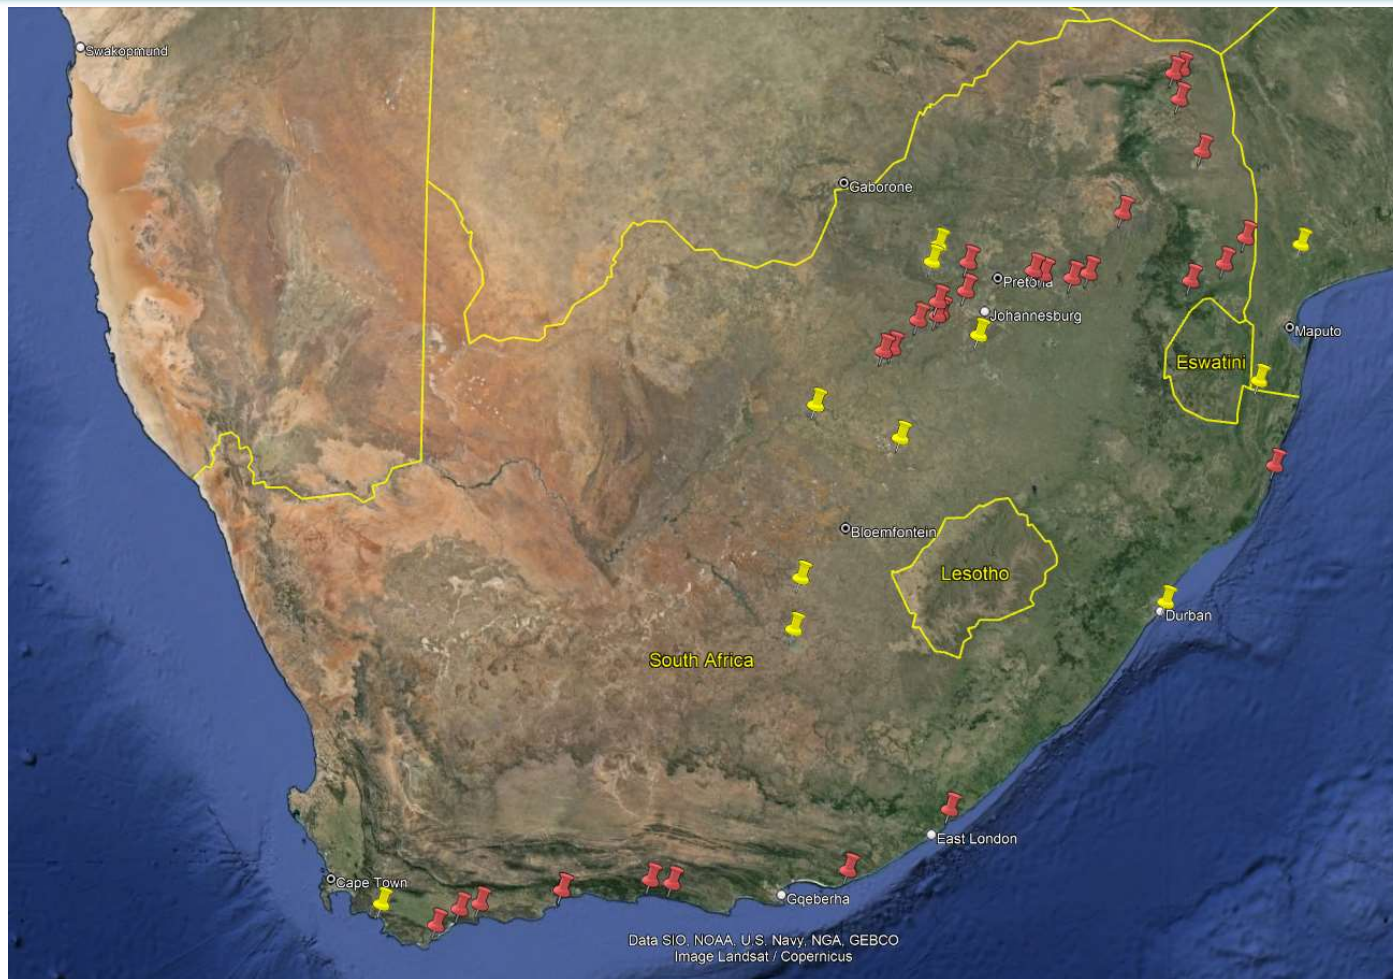 Swakopmund
Gaborone
Pretoria
Johannesburg
Maputo
Eswatini
Bloemfontein
Lesotho
Durban
South Africa
East London
Cape Town
Gqeberha
Data SIO, NOAA, U.S. Navy, NGA, GEBCO
Image Landsat / Copernicus